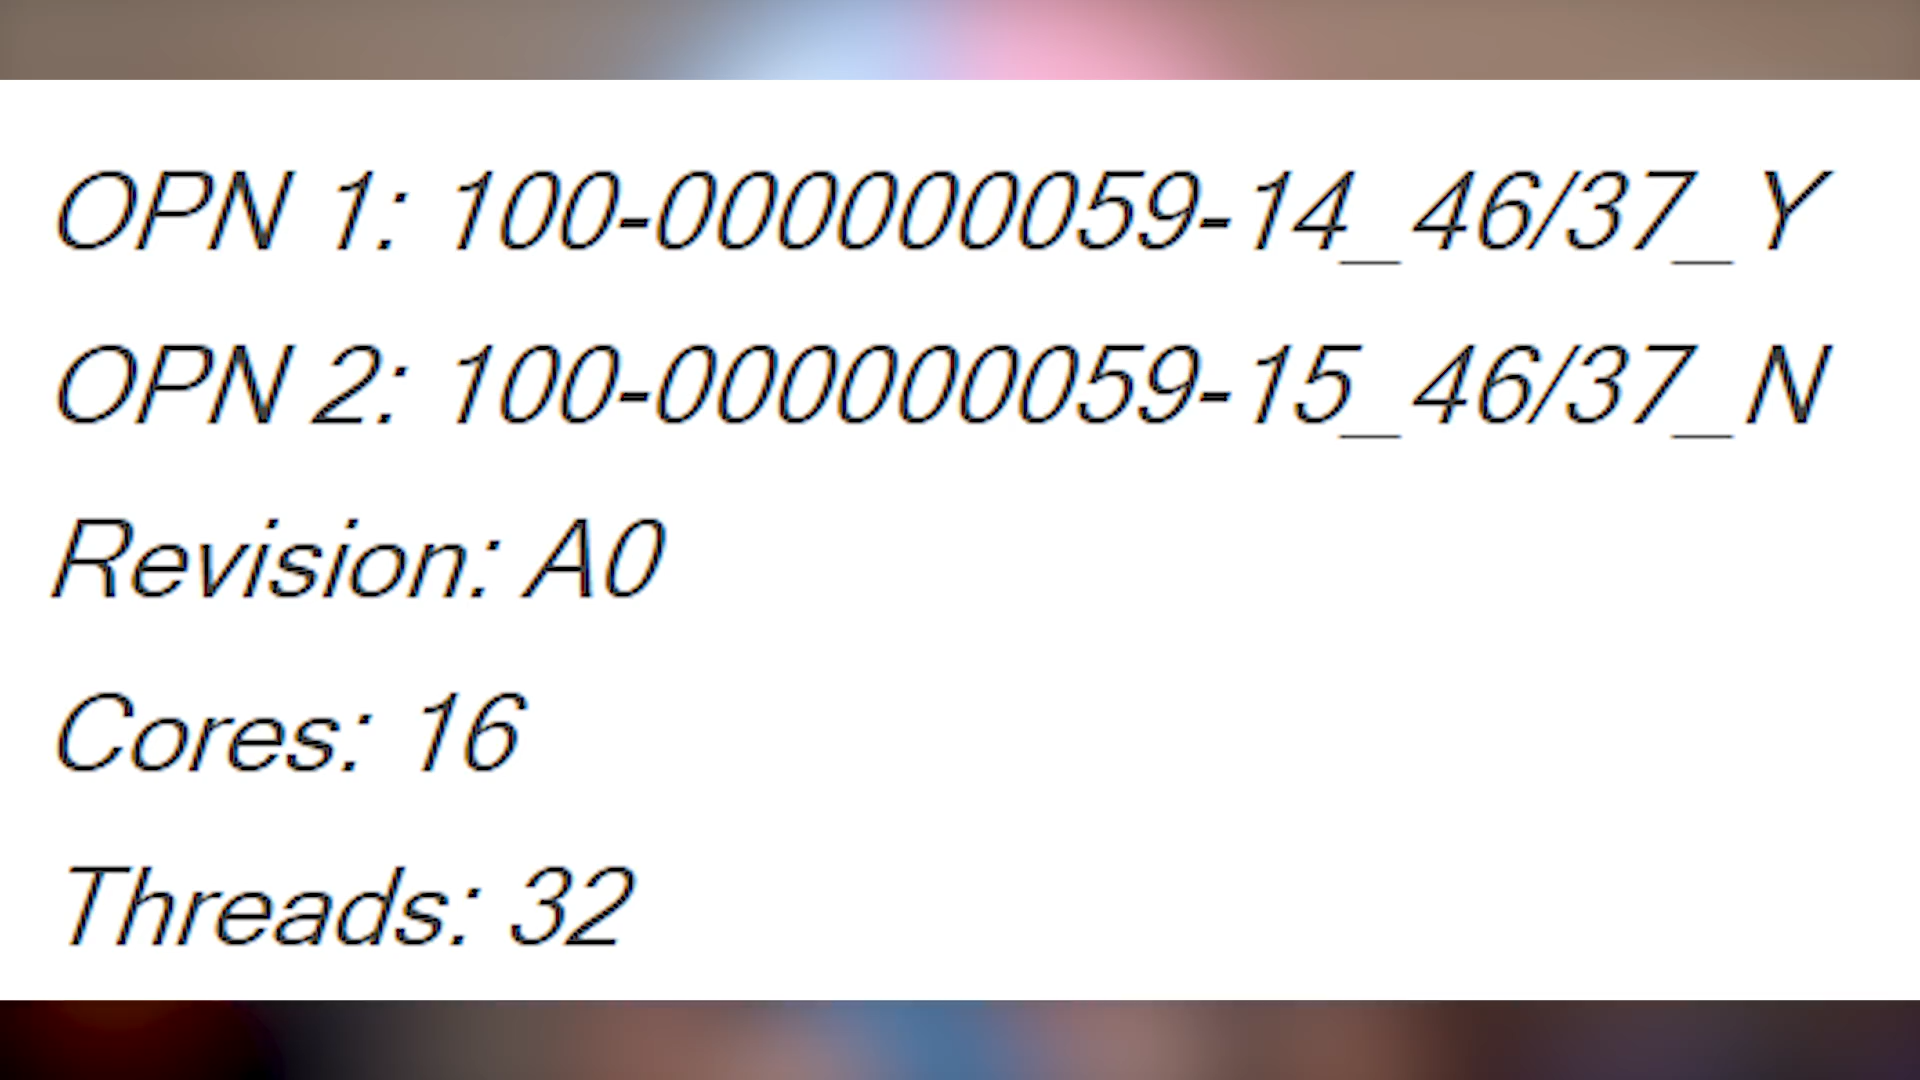 OPN 1: 100-000000059-14_46/37_Y
OPN 2: 100-000000059-15_46/37_N
Revision: A0
Cores: 16
Threads: 32